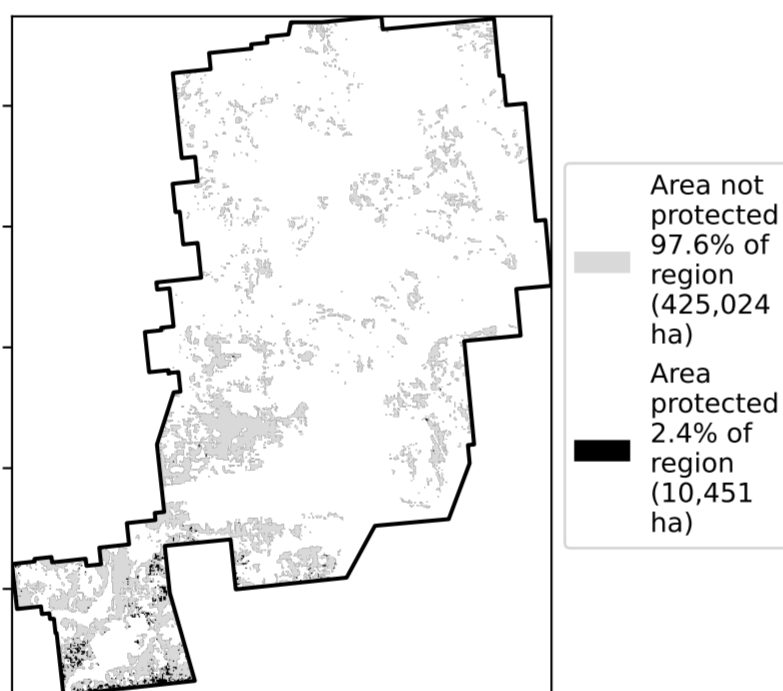 Area not
protected
97.6% of
region
(425,024
ha)
Area
protected
2.4% of
region
(10,451
ha)